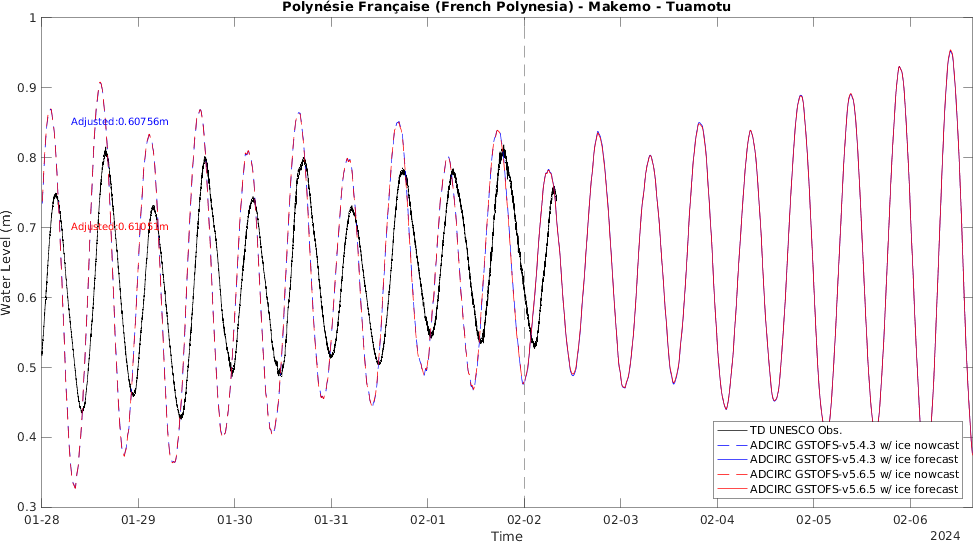 Polynésie Française (French Polynesia) - Makemo - Tuamotu
Water Level (m)
1
0.9
0.8
0.7
0.6
0.5
0.4
0.3
Adjusted:0.60756m
Adjusted:0.61051m
TD UNESCO Obs.
ADCIRC GSTOFS-v5.4.3 w/ ice nowcast
ADCIRC GSTOFS-v5.4.3 w/ ice forecast
ADCIRC GSTOFS-v5.6.5 w/ ice nowcast
ADCIRC GSTOFS-v5.6.5 w/ ice forecast
01-28 01-29 01-30 01-31 02-01 02-02 02-03 02-04 02-05 02-06
Time
2024